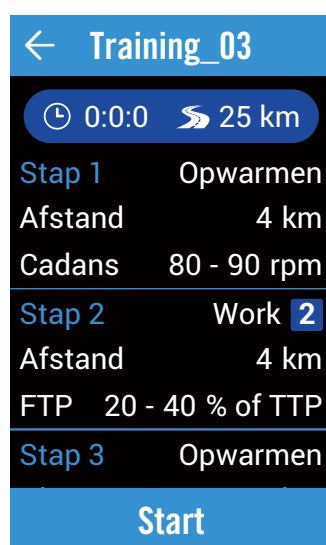 Training_03
0:0:0 25 km
Stap 1 Opwarmen
Afstand 4 km
Cadans 80 - 90 rpm
Stap 2 Work 2
Afstand 4 km
FTP 20 - 40 % of TTP
Stap 3 Opwarmen
Start